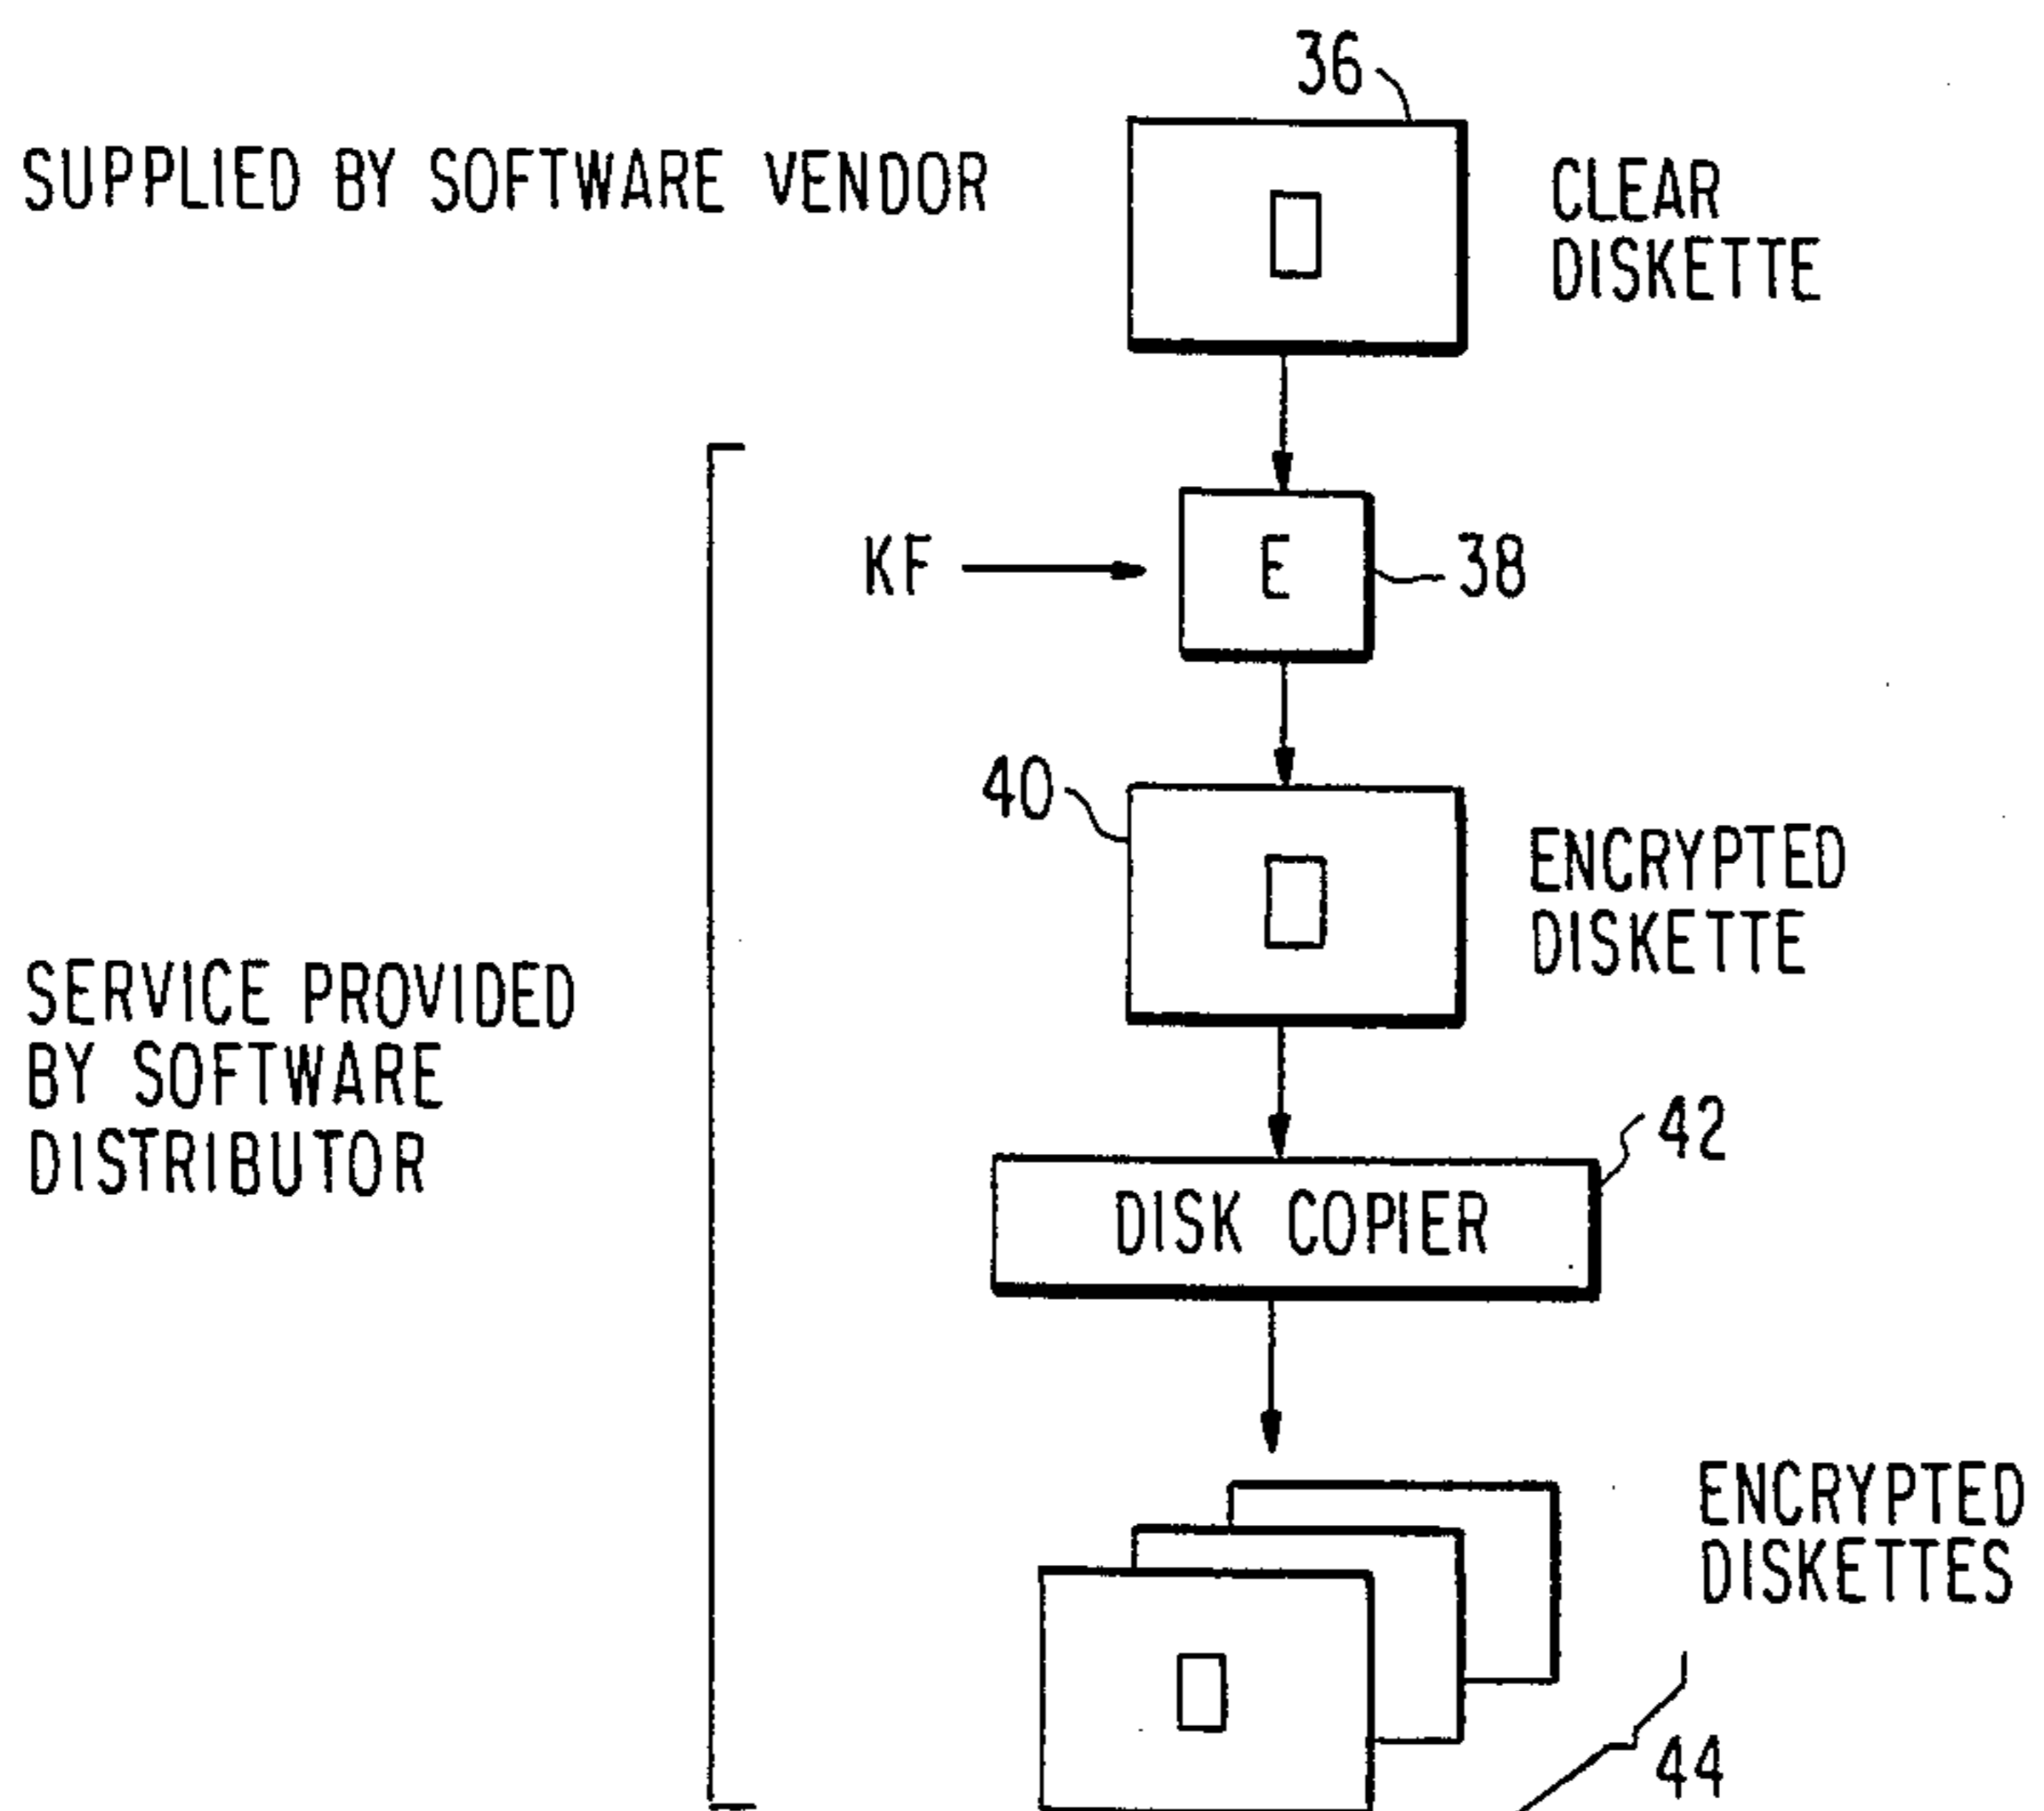 36
SUPPLIED BY SOFTWARE VENDOR
CLEAR
DISKETTE
KF
E
38
40
ENCRYPTED
DISKETTE
SERVICE PROVIDED
BY SOFTWARE
DISTRIBUTOR
42
DISK COPIER
ENCRYPTED
DISKETTES
44